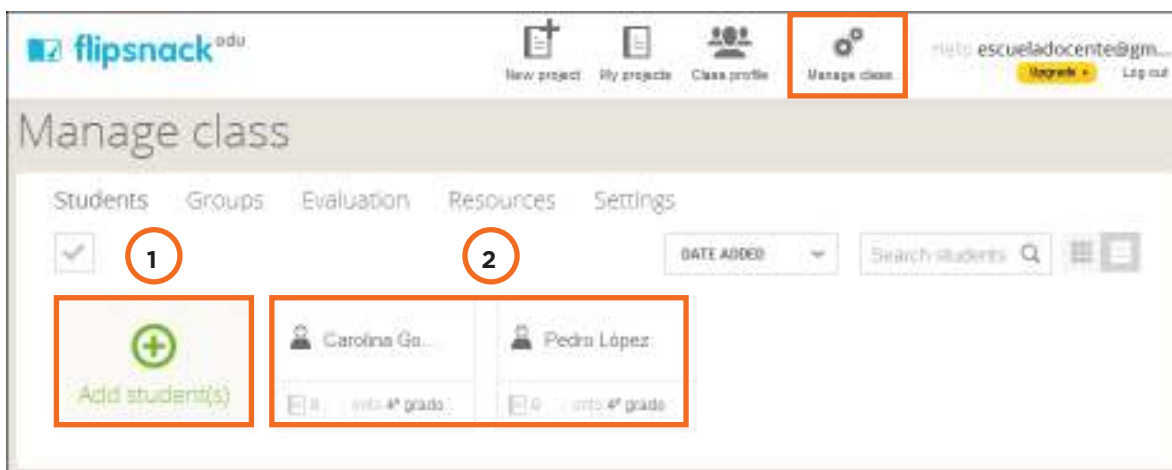 flipsnack edu
New project My projects Class profile Manage class
Hello escueladocente@gm...
Upgrade Log out
Manage class
Students Groups Evaluation Resources Settings
1 2
DATE ADDED
Search students
Add student(s)
Carolina Go...
4º grado
Pedro López
4º grado